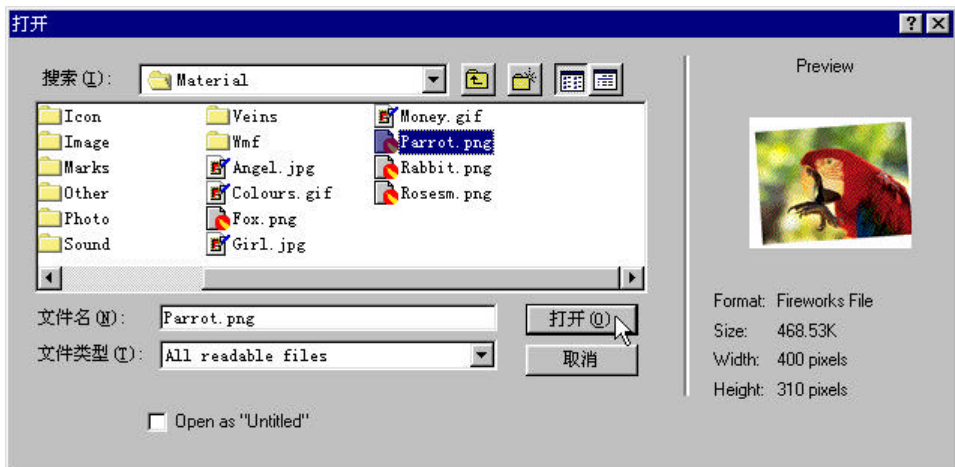 打开
搜索(I): Material
Preview
Icon Veins Money.gif
Image Wmf Parrot.png
Marks Angel.jpg Rabbit.png
Other Colours.gif Rosesm.png
Photo Fox.png
Sound Girl.jpg
文件名(N): Parrot.png 打开(O)
文件类型(T): All readable files 取消
Open as "Untitled"
Format: Fireworks File
Size: 468.53K
Width: 400 pixels
Height: 310 pixels